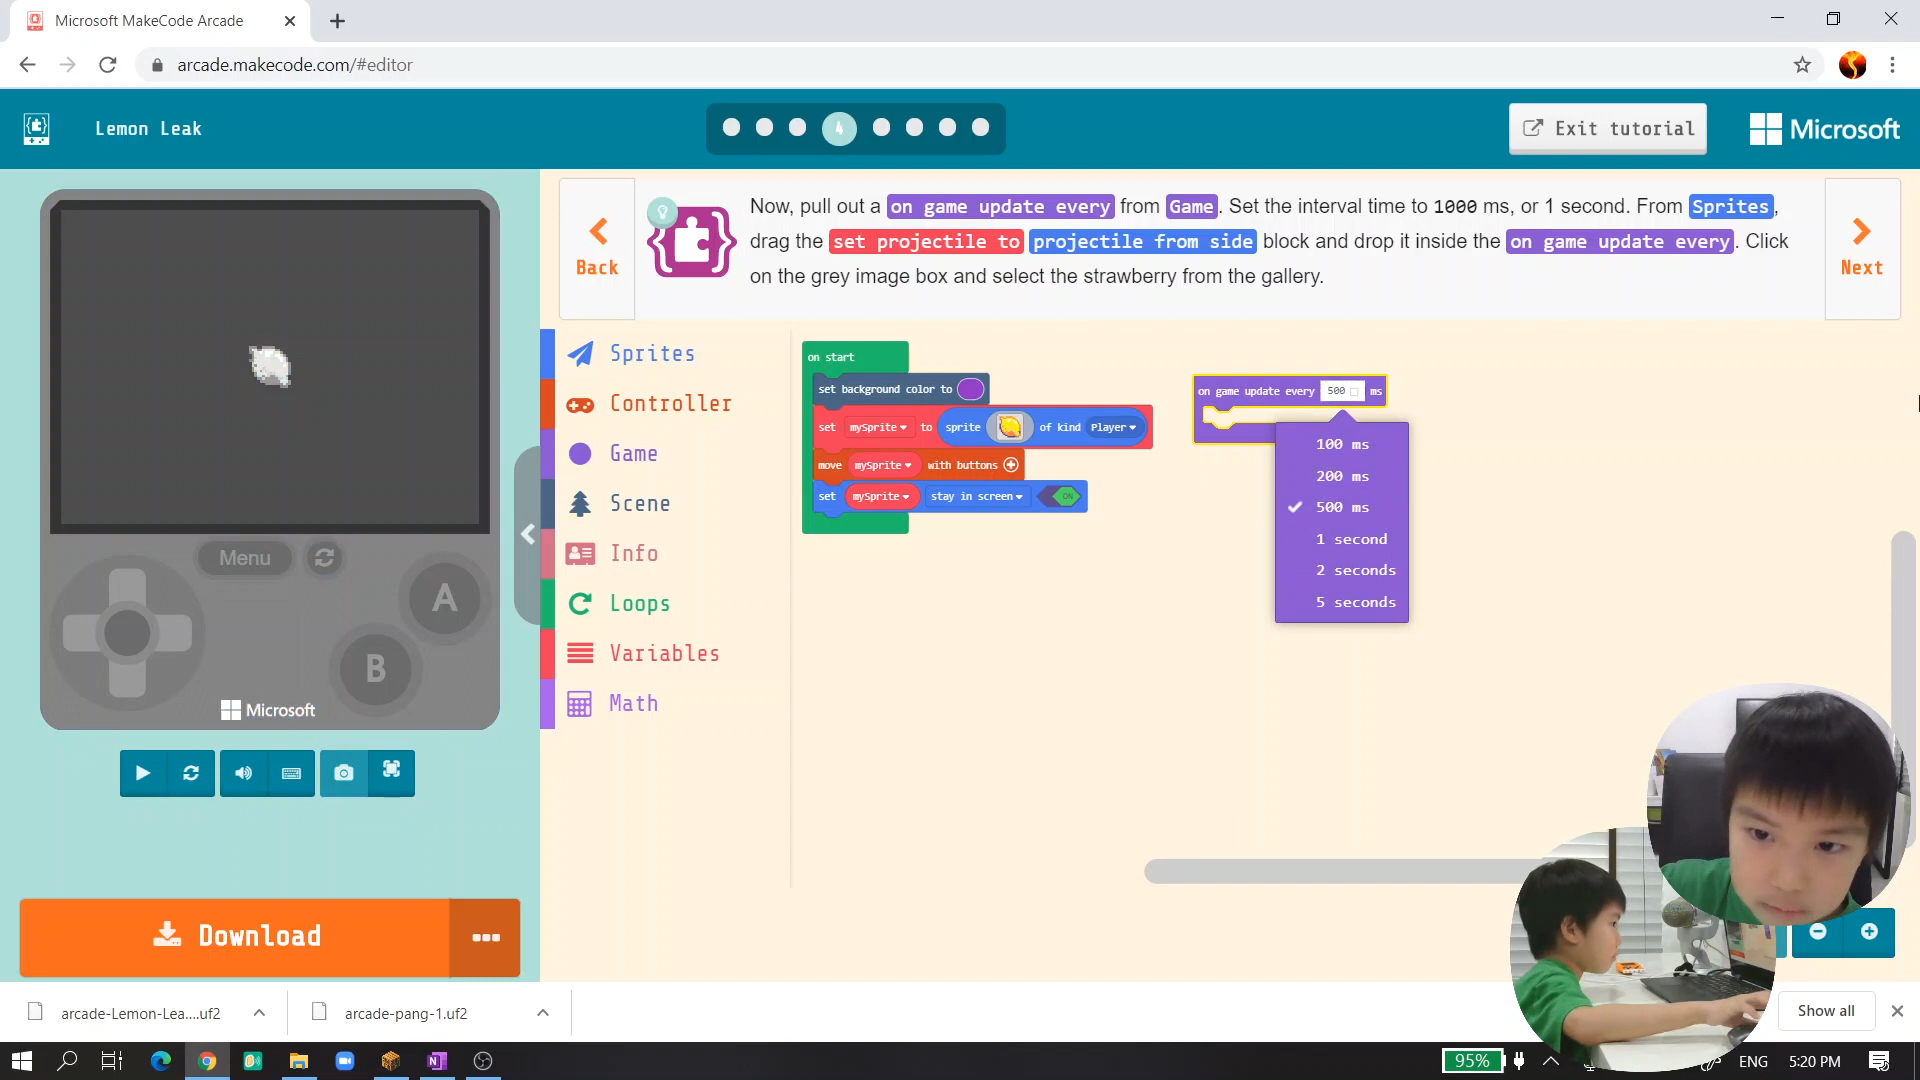 Microsoft MakeCode Arcade
arcade.makecode.com/#editor
Lemon Leak
4
Exit tutorial
Microsoft
Back
Now, pull out a on game update every from Game. Set the interval time to 1000 ms, or 1 second. From Sprites,
drag the set projectile to projectile from side block and drop it inside the on game update every. Click
on the grey image box and select the strawberry from the gallery.
Next
Sprites
Controller
Game
Scene
Info
Loops
Variables
Math
on start
set background color to
set mySprite to sprite of kind Player
move mySprite with buttons
set mySprite stay in screen ON
on game update every 500 ms
100 ms
200 ms
500 ms
1 second
2 seconds
5 seconds
Menu
A
B
Microsoft
Download
arcade-Lemon-Lea....uf2
arcade-pang-1.uf2
Show all
95%
ENG
5:20 PM